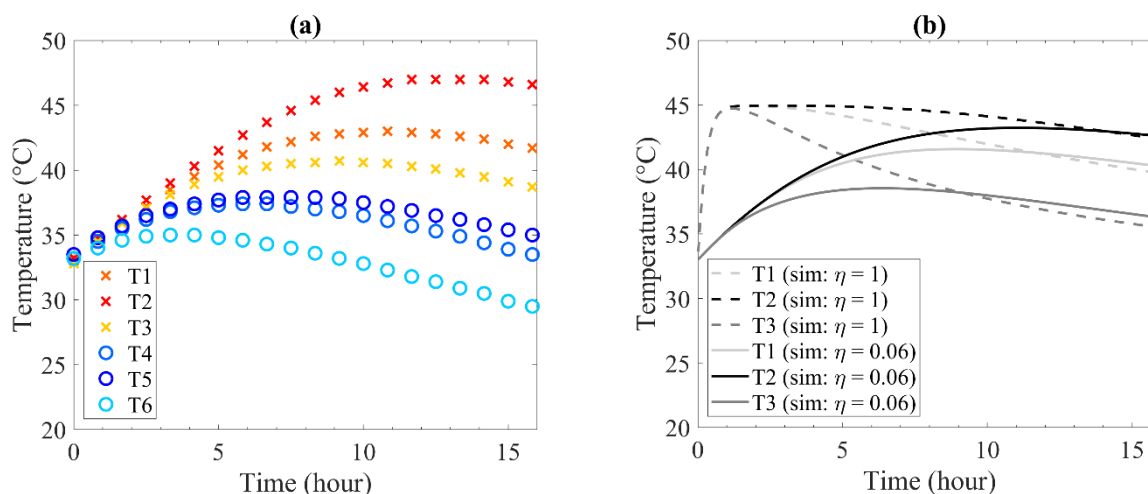 (a)
50
45
40
35
30
25
20
Temperature (°C)
T1
T2
T3
T4
T5
T6
0
5
10
15
Time (hour)
(b)
50
45
40
35
30
25
20
Temperature (°C)
T1 (sim: η = 1)
T2 (sim: η = 1)
T3 (sim: η = 1)
T1 (sim: η = 0.06)
T2 (sim: η = 0.06)
T3 (sim: η = 0.06)
0
5
10
15
Time (hour)